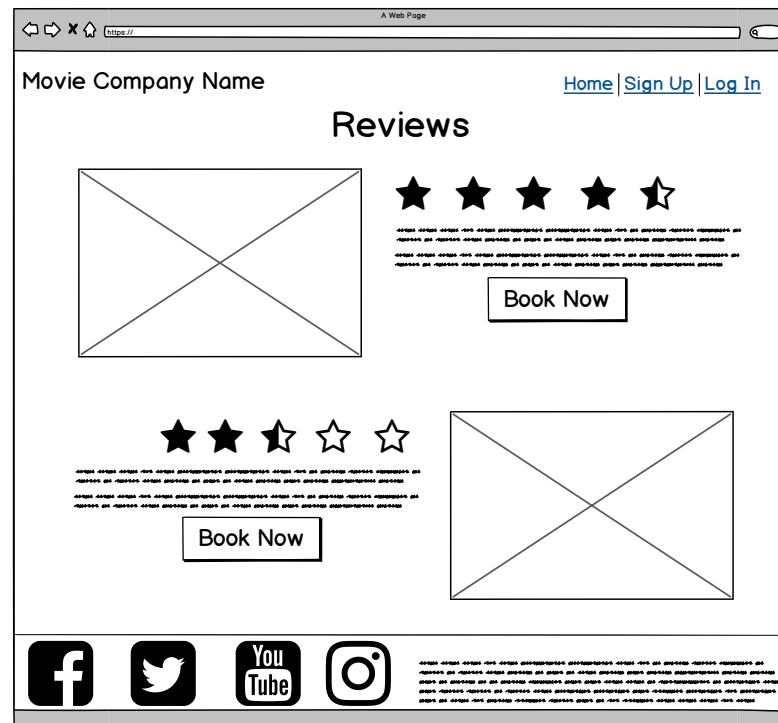 A Web Page
https://
Movie Company Name
Home Sign Up Log In
Reviews
Book Now
Book Now
You
Tube